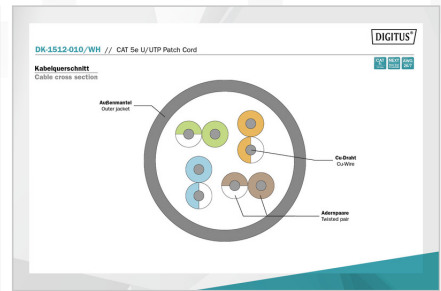 DIGITUS®
DK-1512-010/WH // CAT 5e U/UTP Patch Cord
Kabelquerschnitt
Cable cross section
Außenmantel
Outer jacket
Cu-Draht
Cu-Wire
Adernpaare
Twisted pair